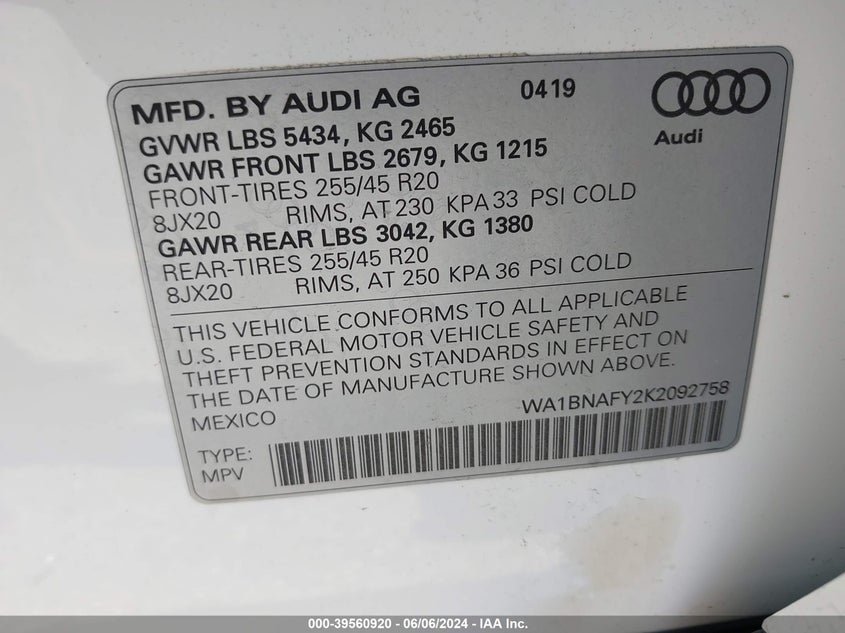 MFD. BY AUDI AG 0419
Audi
GVWR LBS 5434, KG 2465
GAWR FRONT LBS 2679, KG 1215
FRONT-TIRES 255/45 R20
8JX20 RIMS, AT 230 KPA 33 PSI COLD
GAWR REAR LBS 3042, KG 1380
REAR-TIRES 255/45 R20
8JX20 RIMS, AT 250 KPA 36 PSI COLD
THIS VEHICLE CONFORMS TO ALL APPLICABLE
U.S. FEDERAL MOTOR VEHICLE SAFETY AND
THEFT PREVENTION STANDARDS IN EFFECT ON
THE DATE OF MANUFACTURE SHOWN ABOVE.
MEXICO WA1BNAFY2K2092758
TYPE:
MPV
000-39560920 - 06/06/2024 - IAA Inc.